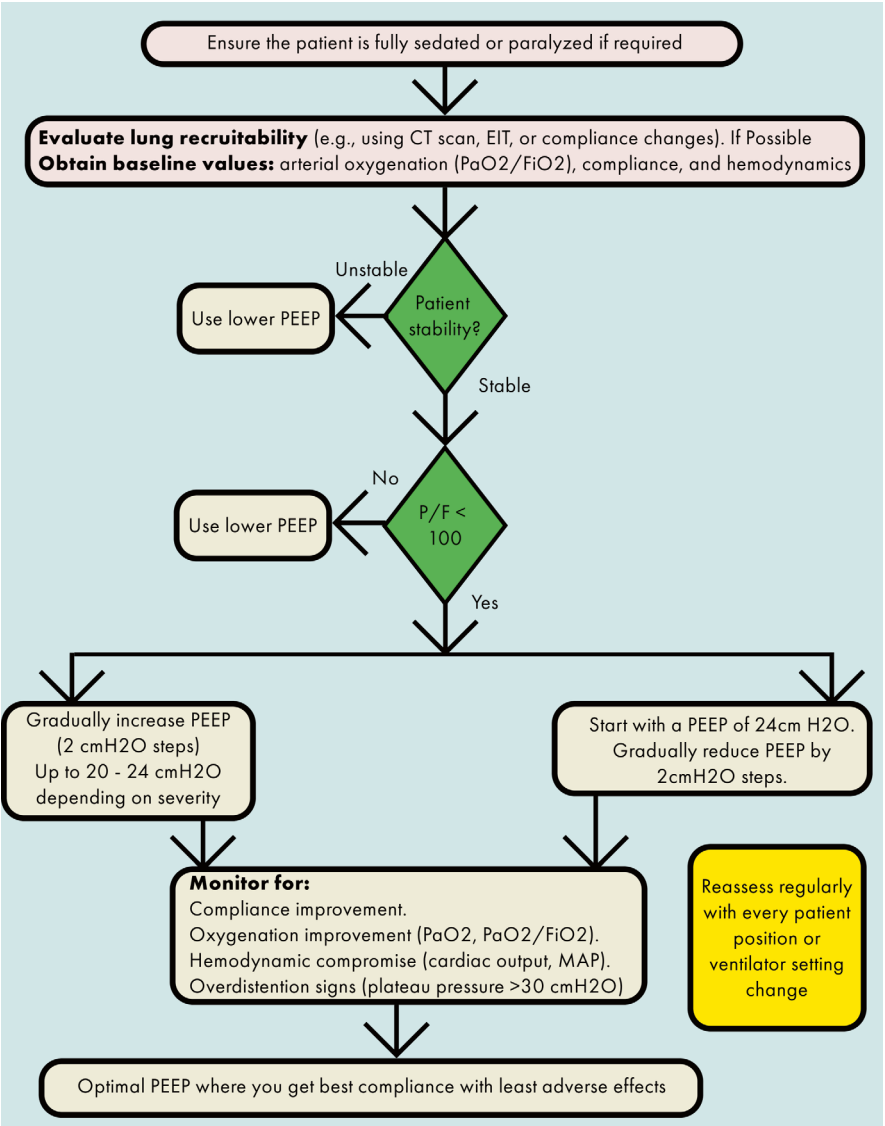 Ensure the patient is fully sedated or paralyzed if required
Evaluate lung recruitability (e.g., using CT scan, EIT, or compliance changes). If Possible
Obtain baseline values: arterial oxygenation (PaO2/FiO2), compliance, and hemodynamics
Unstable
Use lower PEEP
Patient
stability?
Stable
No
Use lower PEEP
P/F <
100
Yes
Gradually increase PEEP
(2 cmH2O steps)
Up to 20 - 24 cmH2O
depending on severity
Start with a PEEP of 24cm H2O.
Gradually reduce PEEP by
2cmH2O steps.
Monitor for:
Compliance improvement.
Oxygenation improvement (PaO2, PaO2/FiO2).
Hemodynamic compromise (cardiac output, MAP).
Overdistention signs (plateau pressure >30 cmH2O)
Reassess regularly
with every patient
position or
ventilator setting
change
Optimal PEEP where you get best compliance with least adverse effects